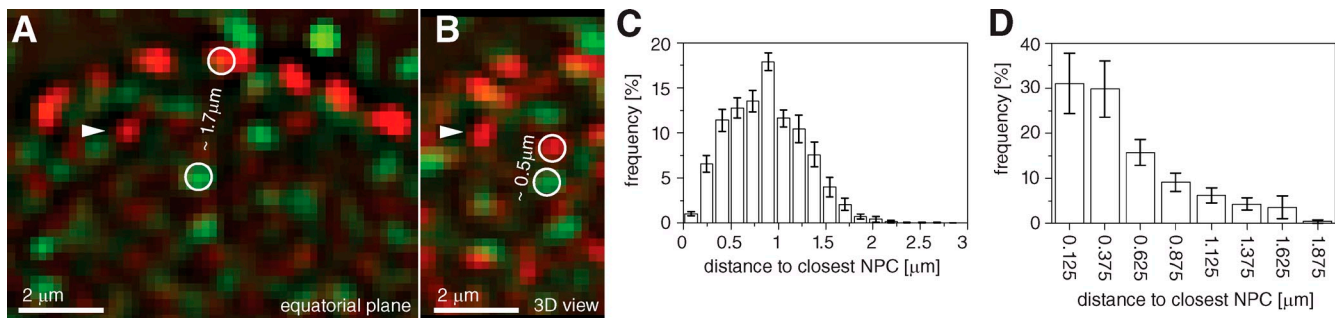 A
~ 1.7µm
2 µm
equatorial plane
B
~ 0.5µm
2 µm
3D view
C
frequency [%]
20
15
10
5
0
0 0.5 1 1.5 2 2.5 3
distance to closest NPC [µm]
D
frequency [%]
40
30
20
10
0
0.125 0.375 0.625 0.875 1.125 1.375 1.625 1.875
distance to closest NPC [µm]